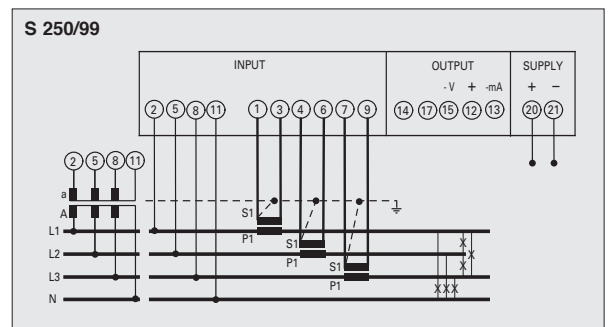 S 250/99
INPUT OUTPUT SUPPLY
- V + -mA + −
2 5 8 11 1 3 4 6 7 9 14 17 15 12 13 20 21
2 5 8 11
a
A
S1
L1
P1
S1
L2
P1
S1
L3
P1
N